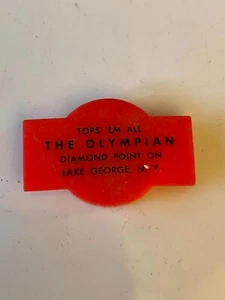 TOPS 'EM ALL
THE OLYMPIAN
DIAMOND POINT ON
LAKE GEORGE, N. Y.